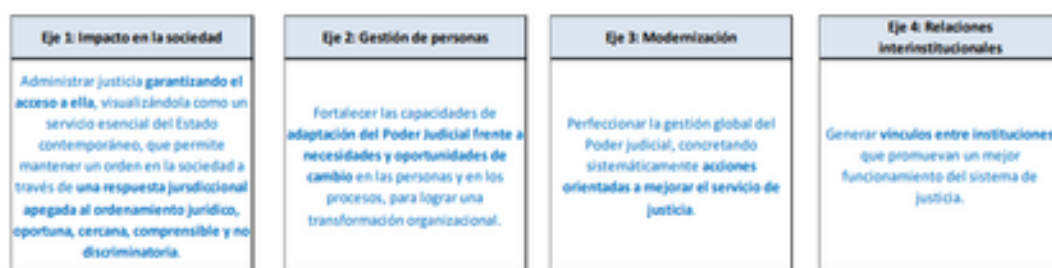 Eje 1: Impacto en la sociedad
Administrar justicia garantizando el
acceso a ella, visualizándola como un
servicio esencial del Estado
contemporáneo, que permite
mantener un orden en la sociedad a
través de una respuesta jursdiccional
apegada al ordenamiento jurídico,
oportuna, cercana, comprensible y no
discriminatoria.
Eje 2: Gestión de personas
Fortalecer las capacidades de
adaptación del Poder Judicial frente a
necesidades y oportunidades de
cambio en las personas y en los
procesos, para lograr una
transformación organizacional.
Eje 3: Modernización
Perfeccionar la gestión global del
Poder judicial, concretando
sistemáticamente acciones
orientadas a mejorar el servicio de
justicia.
Eje 4: Relaciones
interinstitucionales
Generar vínculos entre instituciones
que promuevan un mejor
funcionamiento del sistema de
justicia.